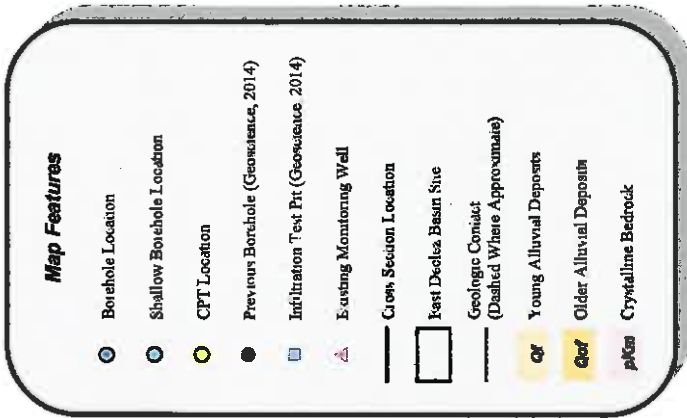 Map Features
Borehole Location
Shallow Borehole Location
CPT Location
Previous Borehole (Geoscience, 2014)
Infiltration Test Pit (Geoscience 2014)
Existing Monitoring Well
Cross Section Location
East Declez Basin Site
Geologic Contact
(Dashed Where Approximate)
Qf Young Alluvial Deposits
Qof Older Alluvial Deposits
pKm Crystalline Bedrock